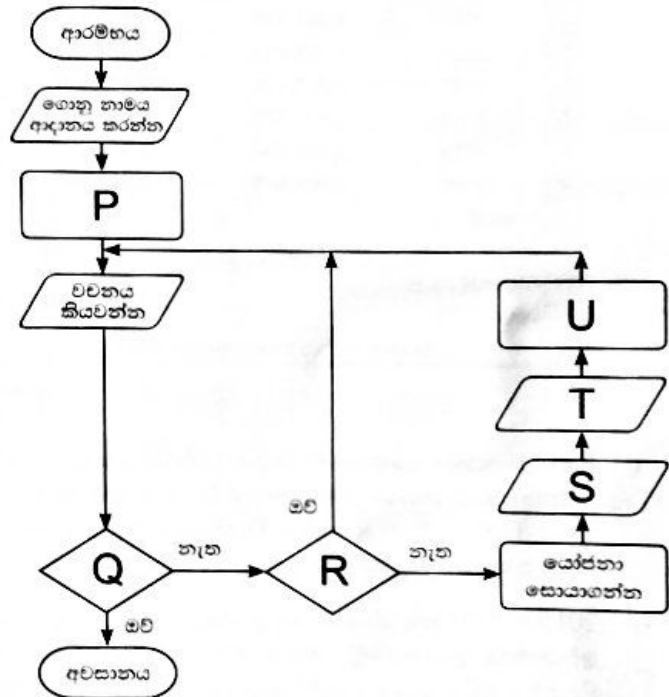 ආරම්භය
ගොනු නාමය
ආදානය කරන්න
P
වචනය
කියවන්න
U
T
S
ඔව්
Q
නැත
R
නැත
යෝජනා
සොයාගන්න
ඔව්
අවසානය